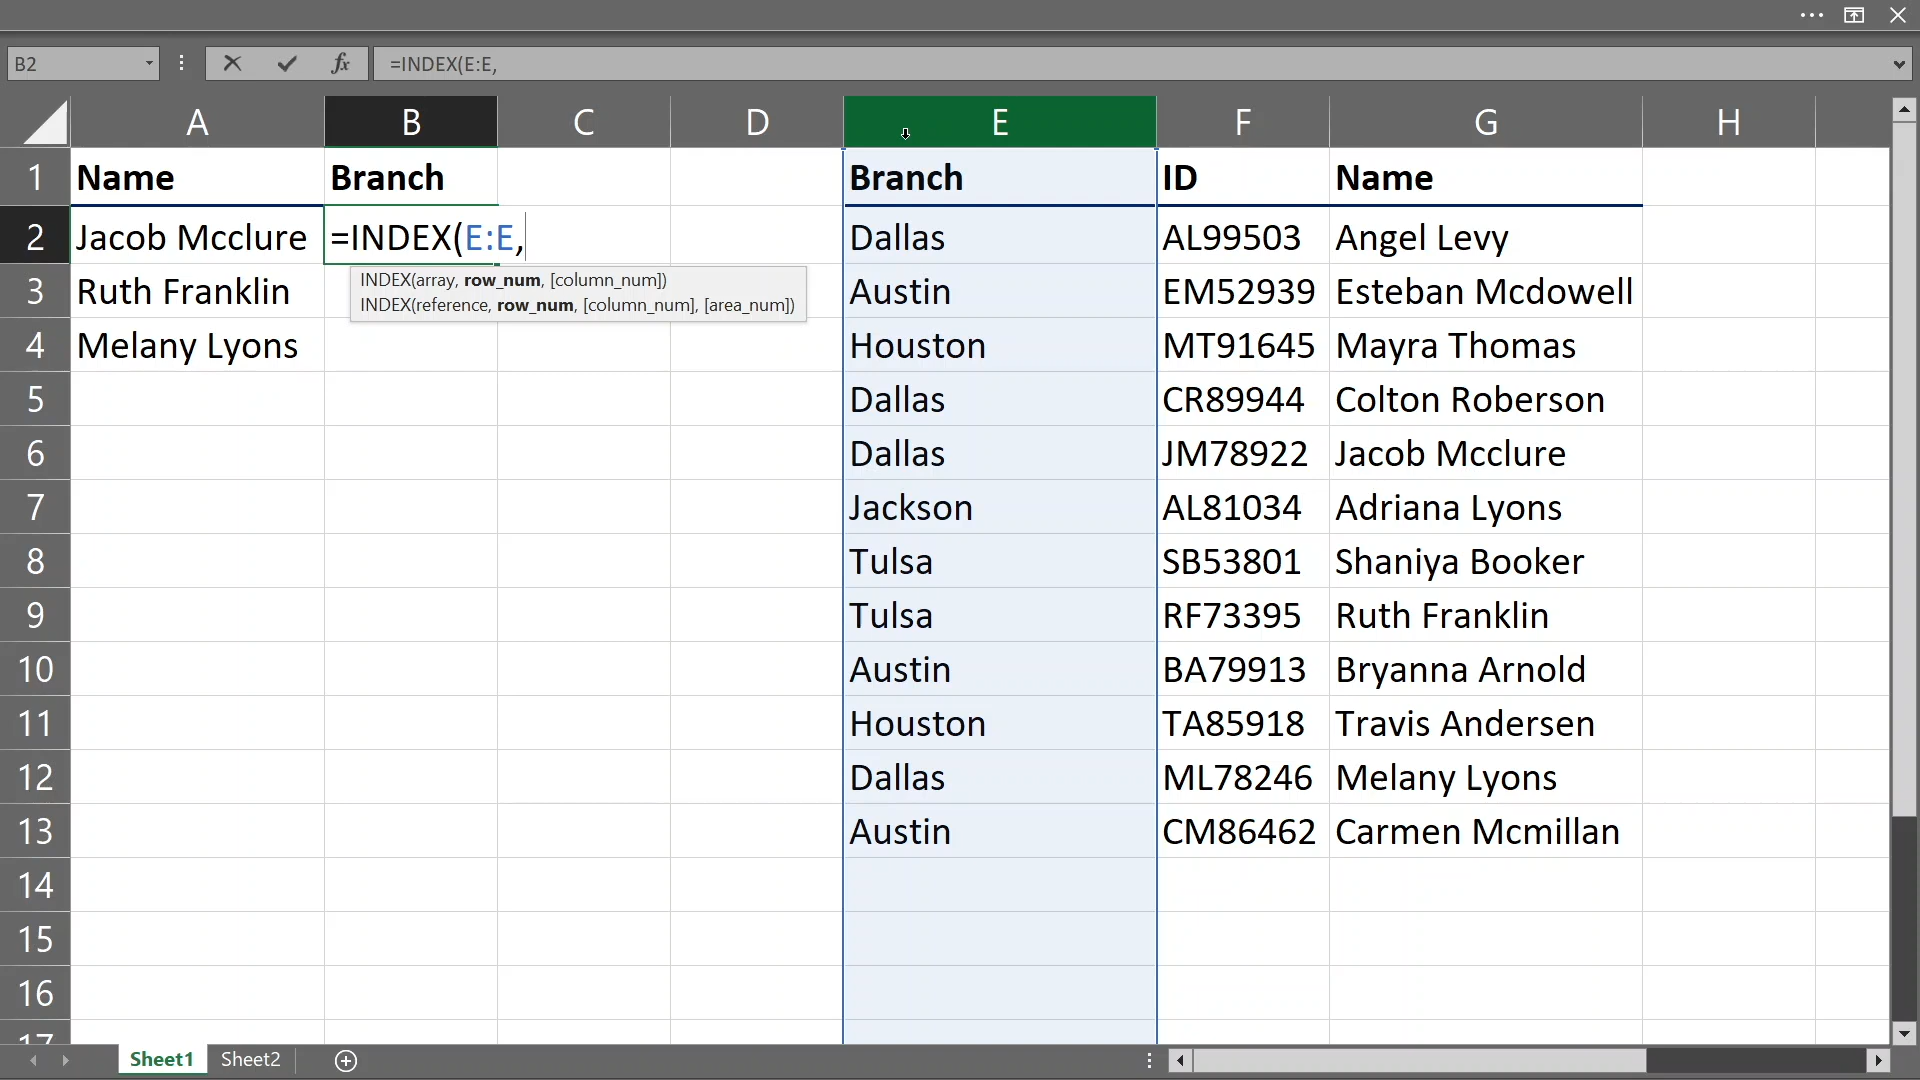 B2 fx =INDEX(E:E,
A B C D E F G H
1 Name Branch Branch ID Name
2 Jacob Mcclure =INDEX(E:E, Dallas AL99503 Angel Levy
INDEX(array, row_num, [column_num])
INDEX(reference, row_num, [column_num], [area_num])
3 Ruth Franklin Austin EM52939 Esteban Mcdowell
4 Melany Lyons Houston MT91645 Mayra Thomas
5 Dallas CR89944 Colton Roberson
6 Dallas JM78922 Jacob Mcclure
7 Jackson AL81034 Adriana Lyons
8 Tulsa SB53801 Shaniya Booker
9 Tulsa RF73395 Ruth Franklin
10 Austin BA79913 Bryanna Arnold
11 Houston TA85918 Travis Andersen
12 Dallas ML78246 Melany Lyons
13 Austin CM86462 Carmen Mcmillan
14
15
16
17
Sheet1 Sheet2